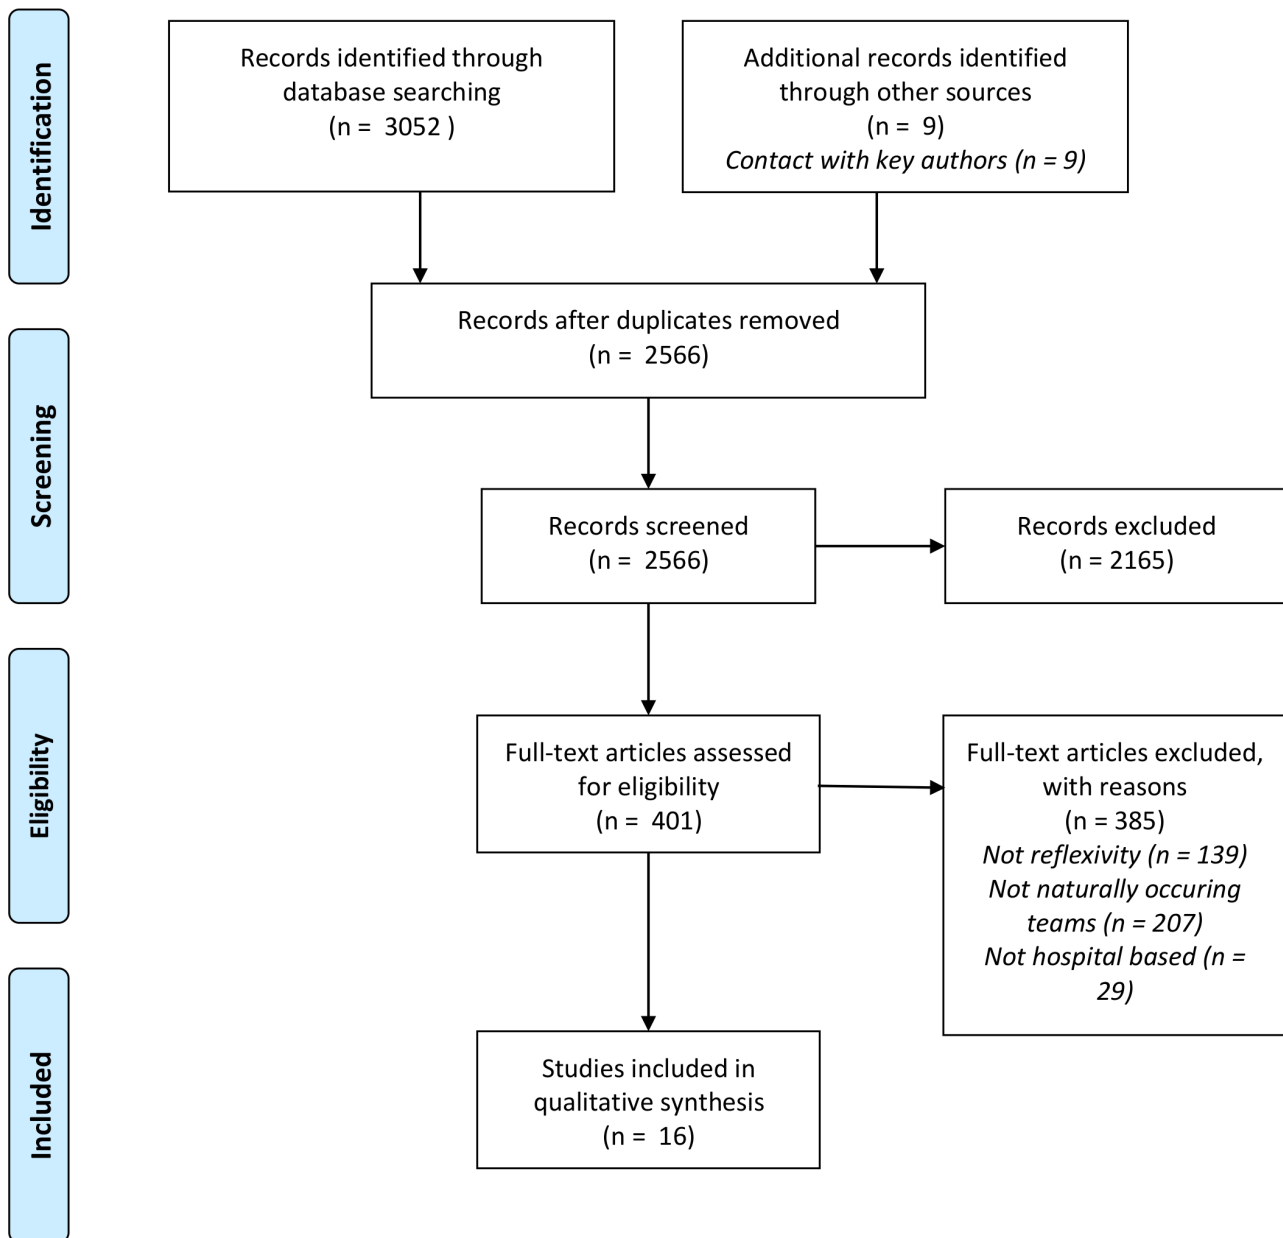 Identification
Records identified through
database searching
(n =  3052 )
Additional records identified
through other sources
(n =  9)
Contact with key authors (n = 9)
Records after duplicates removed
(n =  2566)
Screening
Records screened
(n =  2566)
Records excluded
(n = 2165)
Eligibility
Full-text articles assessed
for eligibility
(n =  401)
Full-text articles excluded,
with reasons
(n = 385)
Not reflexivity (n = 139)
Not naturally occuring
teams (n = 207)
Not hospital based (n =
29)
Included
Studies included in
qualitative synthesis
(n =  16)